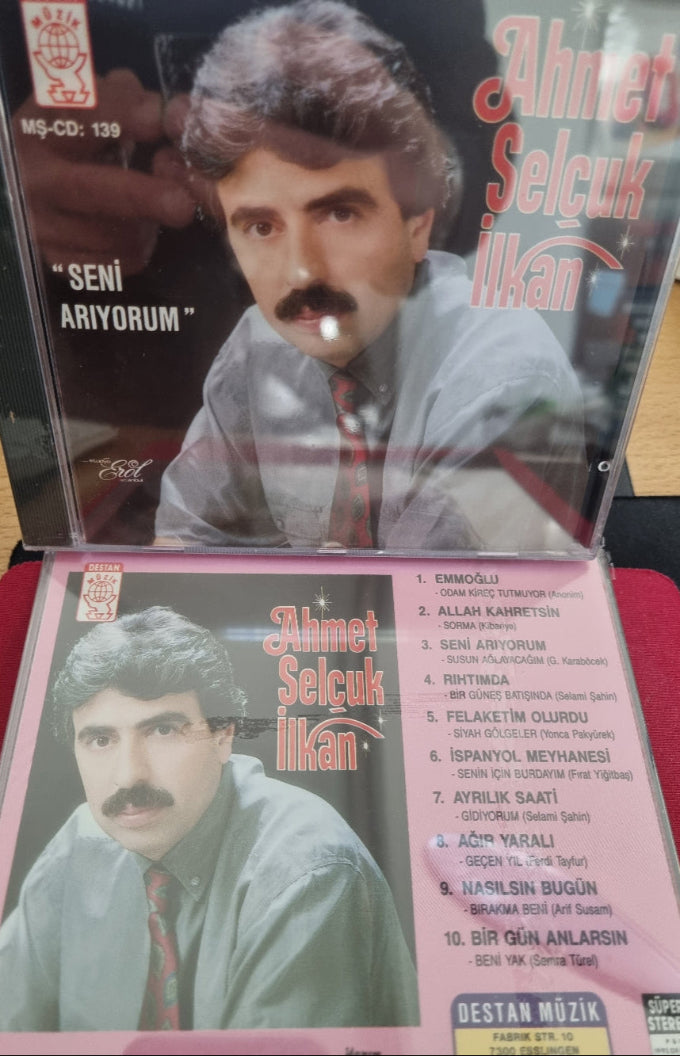 MÜZİK
MŞ-CD: 139
Ahmet
Selçuk
İlkan
" SENİ
ARIYORUM "
Erol
DESTAN
MÜZİK
Ahmet
Selçuk
İlkan
1. EMMOĞLU
- ODAM KİREÇ TUTMUYOR (Anonim)
2. ALLAH KAHRETSİN
- SORMA (Kibariye)
3. SENİ ARIYORUM
- SUSUN AĞLAYACAĞIM (G. Karaböcek)
4. RIHTIMDA
- BİR GÜNEŞ BATIŞINDA (Selami Şahin)
5. FELAKETİM OLURDU
- SİYAH GÖLGELER (Yonca Pakyürek)
6. İSPANYOL MEYHANESİ
- SENİN İÇİN BURDAYIM (Fırat Yiğitbaş)
7. AYRILIK SAATİ
- GİDİYORUM (Selami Şahin)
8. AĞIR YARALI
- GEÇEN YIL (Ferdi Tayfur)
9. NASILSIN BUGÜN
- BIRAKMA BENİ (Arif Susam)
10. BİR GÜN ANLARSIN
- BENİ YAK (Semra Türel)
DESTAN MÜZİK
FABRIK STR. 10
7300 ESSLINGEN
SÜPER
STERE